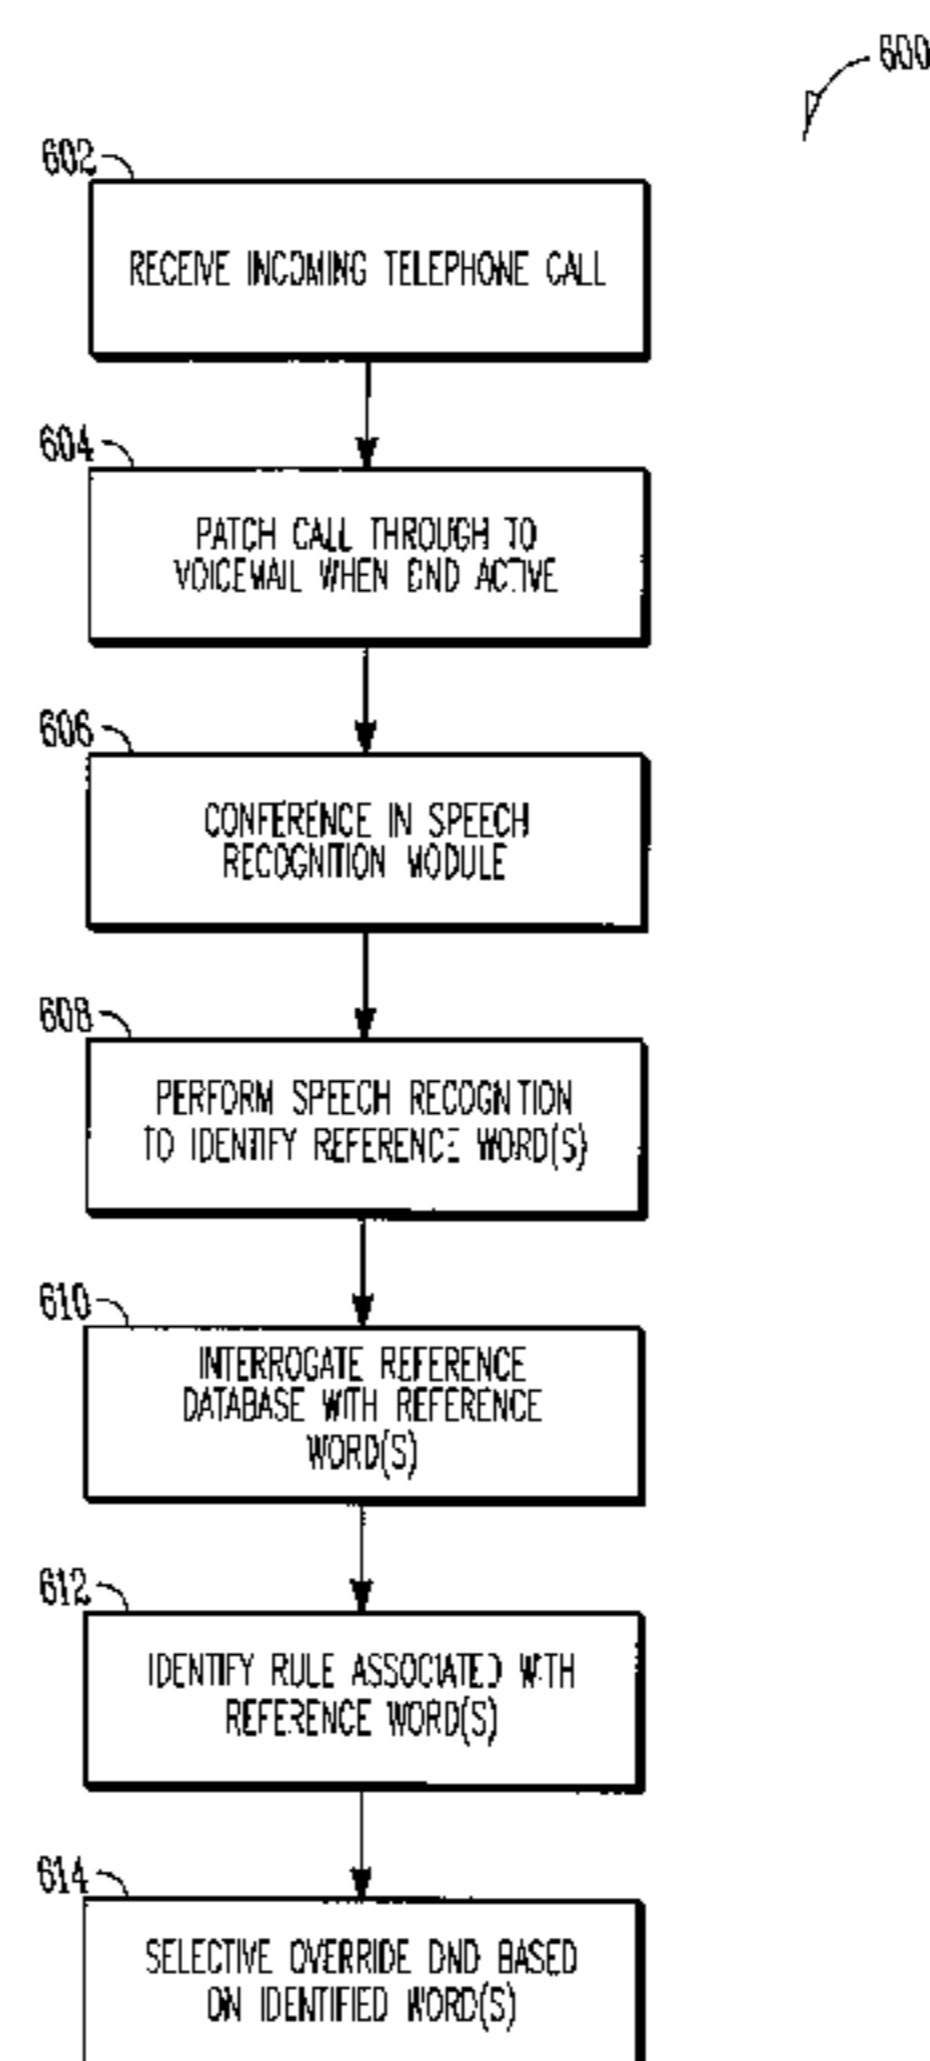 600
602
RECEIVE INCOMING TELEPHONE CALL
604
PATCH CALL THROUGH TO
VOICEMAIL WHEN DND ACTIVE
606
CONFERENCE IN SPEECH
RECOGNITION MODULE
608
PERFORM SPEECH RECOGNITION
TO IDENTIFY REFERENCE WORD(S)
610
INTERROGATE REFERENCE
DATABASE WITH REFERENCE
WORD(S)
612
IDENTIFY RULE ASSOCIATED WITH
REFERENCE WORD(S)
614
SELECTIVE OVERRIDE DND BASED
ON IDENTIFIED WORD(S)